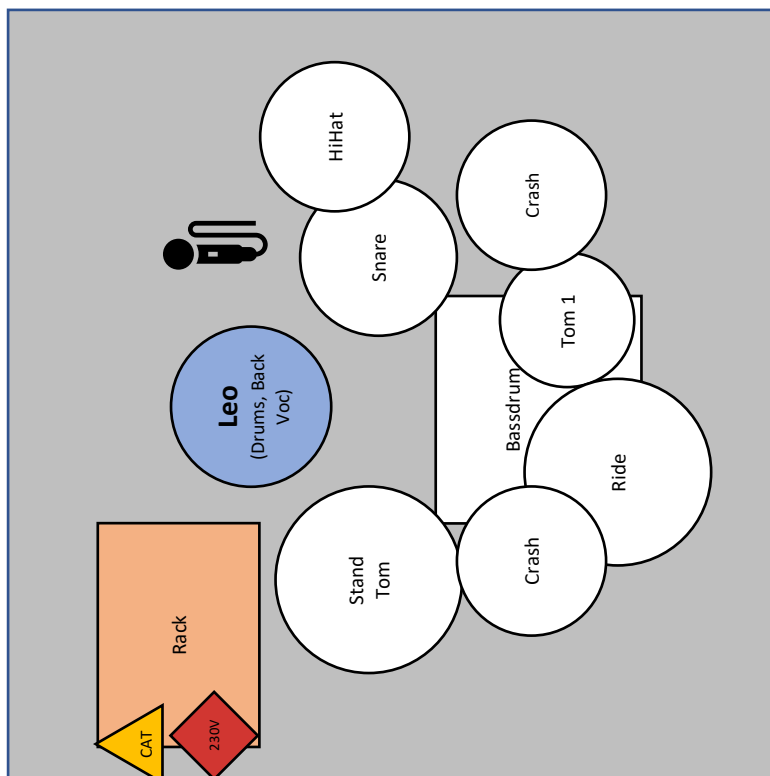 HiHat
Crash
Snare
Tom 1
Leo
(Drums, Back
Voc)
Bassdrum
Ride
Stand
Tom
Crash
Rack
CAT
230V